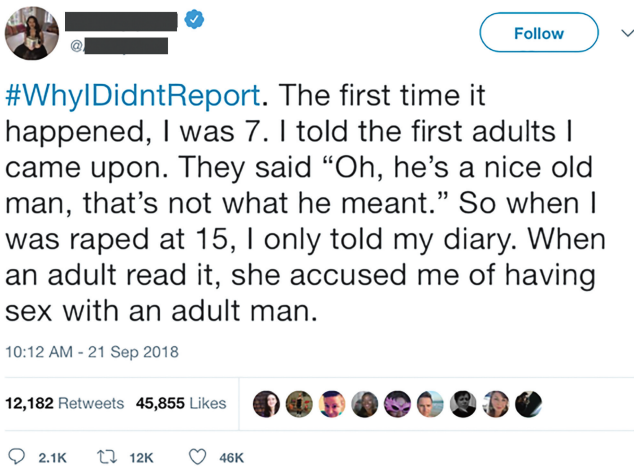 @
Follow
#WhyIDidntReport. The first time it
happened, I was 7. I told the first adults I
came upon. They said “Oh, he’s a nice old
man, that’s not what he meant.” So when I
was raped at 15, I only told my diary. When
an adult read it, she accused me of having
sex with an adult man.
10:12 AM - 21 Sep 2018
12,182 Retweets 45,855 Likes
2.1K 12K 46K